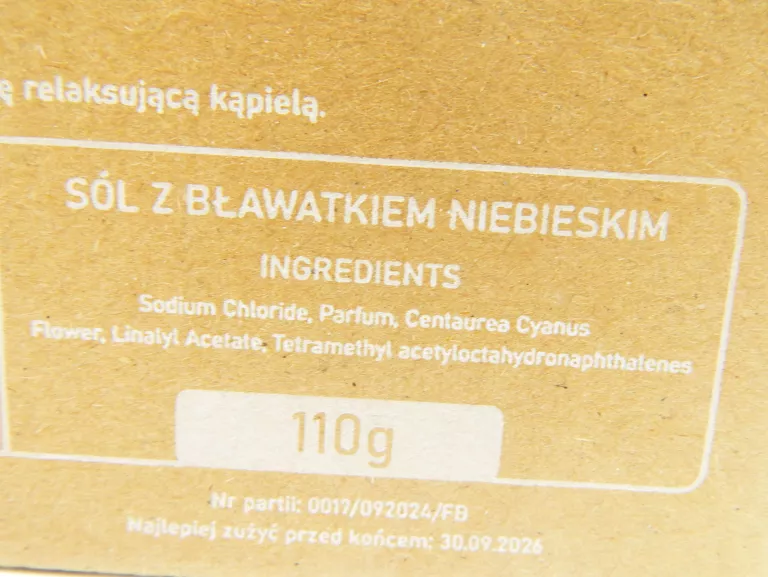 ę relaksującą kąpielą.
SÓL Z BŁAWATKIEM NIEBIESKIM
INGREDIENTS
Sodium Chloride, Parfum, Centaurea Cyanus
Flower, Linalyl Acetate, Tetramethyl acetyloctahydronaphthalenes
110g
Nr partii: 0017/092024/FB
Najlepiej zużyć przed końcem: 30.09.2026